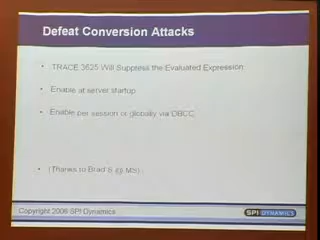 Defeat Conversion Attacks
• TRACE 3625 Will Suppress the Evaluated Expression
• Enable at server startup
• Enable per session or globally via DBCC
• (Thanks to Brad S @ MS)
Copyright 2006 SPI Dynamics
SPI DYNAMICS